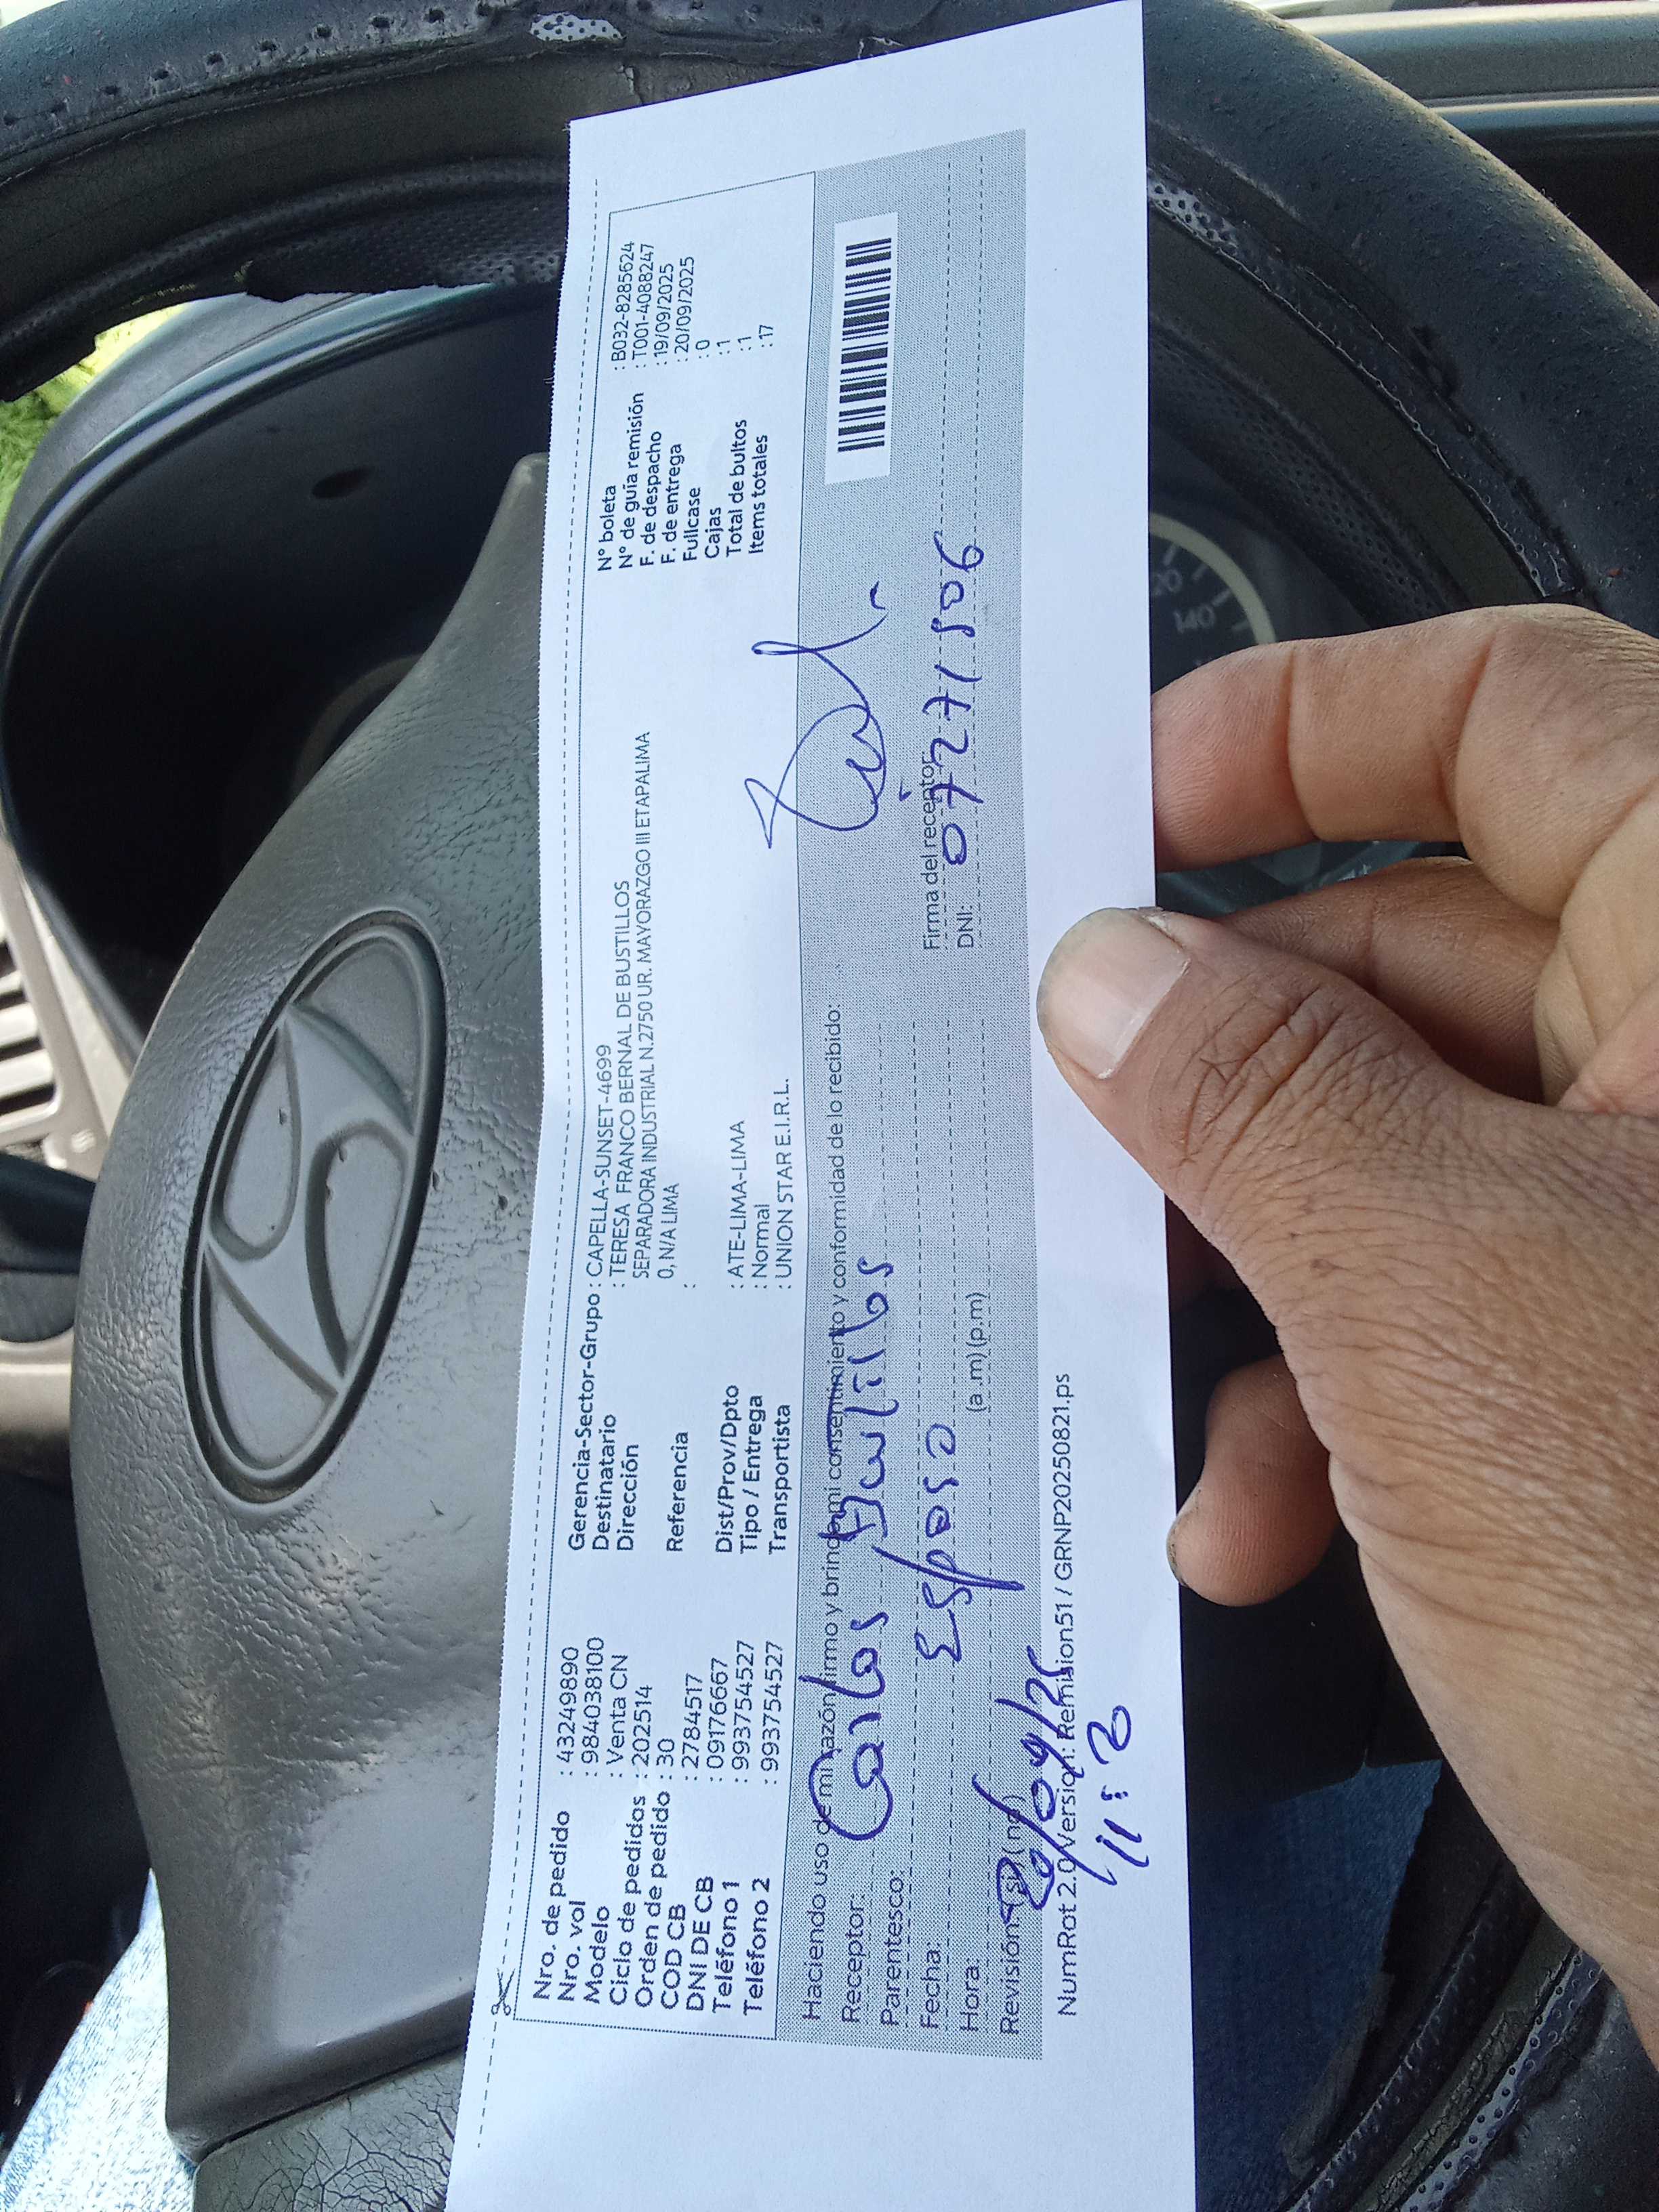 Nro. de pedido : 43249890
Nro. vol : 984038100
Modelo : Venta CN
Ciclo de pedidos : 202514
Orden de pedido : 30
COD CB : 2784517
DNI DE CB : 09176667
Teléfono 1 : 993754527
Teléfono 2 : 993754527
Gerencia-Sector-Grupo : CAPELLA-SUNSET-4699
Destinatario : TERESA FRANCO BERNAL DE BUSTILLOS
Dirección SEPARADORA INDUSTRIAL N.2750 UR. MAYORAZGO III ETAPALIMA
0, N/A LIMA
Referencia :
Dist/Prov/Dpto : ATE-LIMA-LIMA
Tipo / Entrega : Normal
Transportista : UNION STAR E.I.R.L.
N° boleta : B032-8285624
N° de guía remisión : T001-4088247
F. de despacho : 19/09/2025
F. de entrega : 20/09/2025
Fullcase : 0
Cajas : 1
Total de bultos : 1
Items totales : 17
Haciendo uso de mi razón firmo y brindo mi consentimiento y conformidad de lo recibido:
Receptor: Carlos Bustillos
Parentesco: Esposo
Fecha: 20/09/25
Hora: (a.m) (p.m)
Revisión: (si) (no)
Firma del receptor
DNI: 07271506
NumRot 2.0 Version: Remision51 / GRNP20250821.ps
140